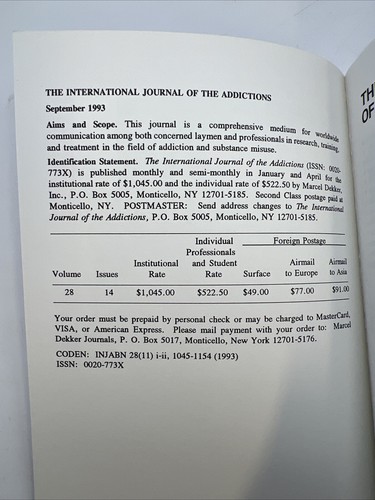 THE INTERNATIONAL JOURNAL OF THE ADDICTIONS
September 1993
Aims and Scope. This journal is a comprehensive medium for worldwide
communication among both concerned laymen and professionals in research, training,
and treatment in the field of addiction and substance misuse.
Identification Statement. The International Journal of the Addictions (ISSN: 0020-
773X) is published monthly and semi-monthly in January and April for the
institutional rate of $1,045.00 and the individual rate of $522.50 by Marcel Dekker,
Inc., P.O. Box 5005, Monticello, NY 12701-5185. Second Class postage paid at
Monticello, NY. POSTMASTER: Send address changes to The International
Journal of the Addictions, P.O. Box 5005, Monticello, NY 12701-5185.
Individual Foreign Postage
Professionals
Institutional and Student Airmail Airmail
Volume Issues Rate Rate Surface to Europe to Asia
28 14 $1,045.00 $522.50 $49.00 $77.00 $91.00
Your order must be prepaid by personal check or may be charged to MasterCard,
VISA, or American Express. Please mail payment with your order to: Marcel
Dekker Journals, P. O. Box 5017, Monticello, New York 12701-5176.
CODEN: INJABN 28(11) i-ii, 1045-1154 (1993)
ISSN: 0020-773X
TH
OF